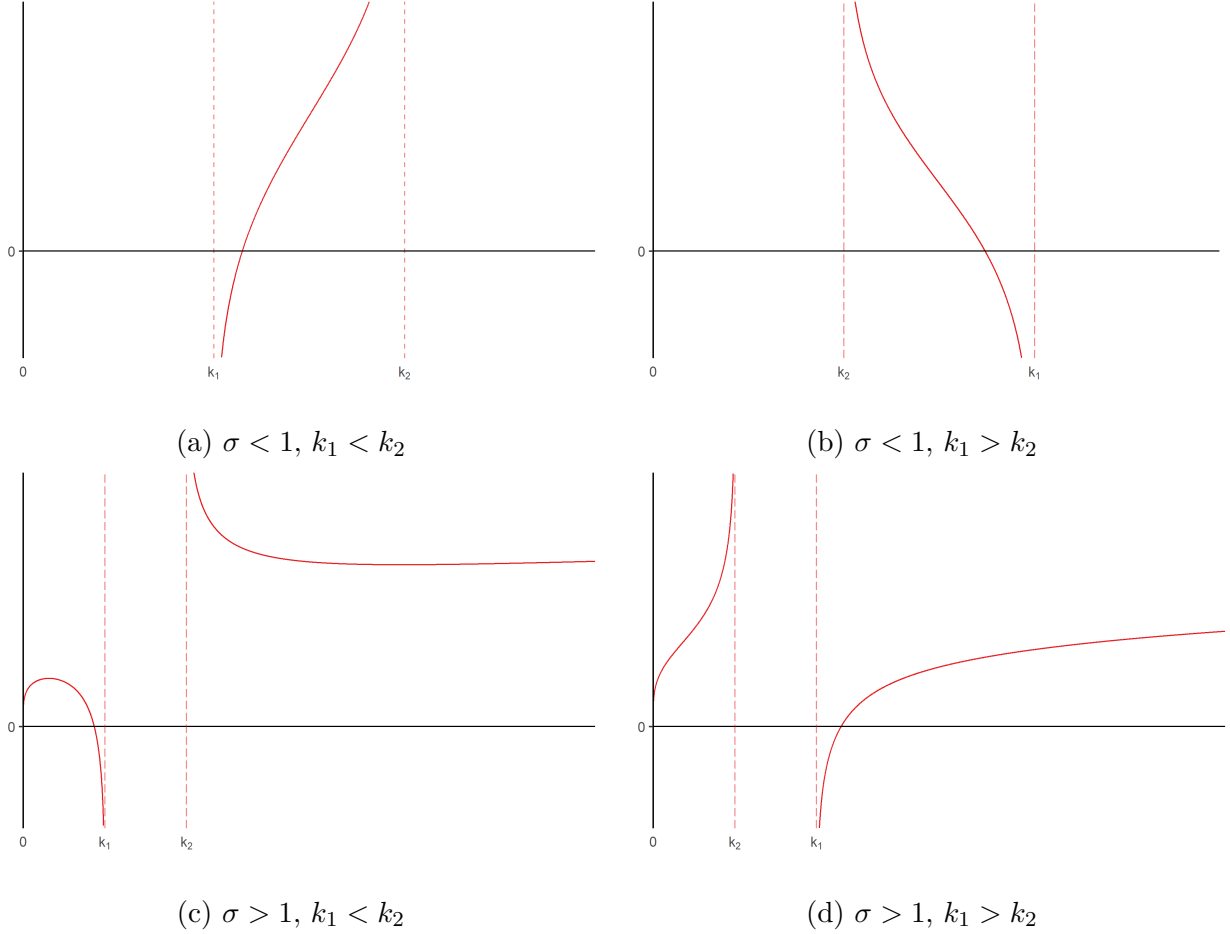 0 0
0 k₁ k₂ 0 k₂ k₁
(a) σ < 1, k₁ < k₂ (b) σ < 1, k₁ > k₂
0 0
0 k₁ k₂ 0 k₂ k₁
(c) σ > 1, k₁ < k₂ (d) σ > 1, k₁ > k₂